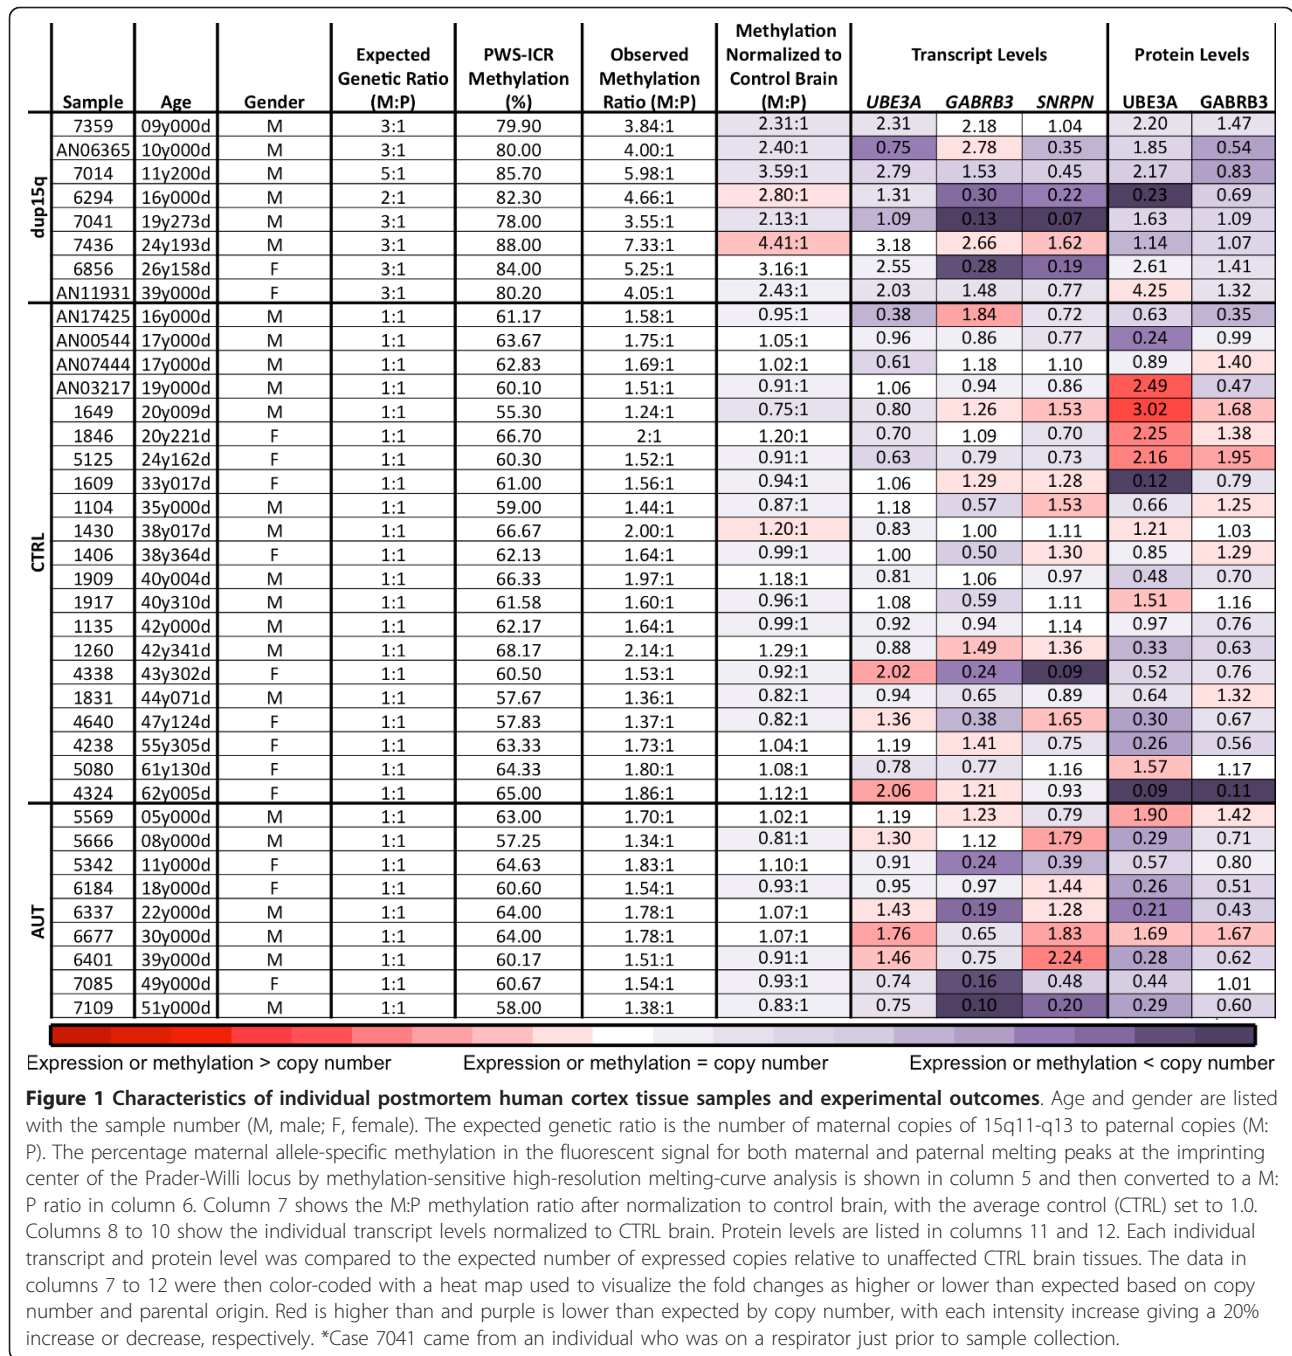 Sample Age Gender Expected Genetic Ratio (M:P) PWS-ICR Methylation (%) Observed Methylation Ratio (M:P) Methylation Normalized to Control Brain (M:P) Transcript Levels Protein Levels
UBE3A GABRB3 SNRPN UBE3A GABRB3
dup15q
7359 09y000d M 3:1 79.90 3.84:1 2.31:1 2.31 2.18 1.04 2.20 1.47
AN06365 10y000d M 3:1 80.00 4.00:1 2.40:1 0.75 2.78 0.35 1.85 0.54
7014 11y200d M 5:1 85.70 5.98:1 3.59:1 2.79 1.53 0.45 2.17 0.83
6294 16y000d M 2:1 82.30 4.66:1 2.80:1 1.31 0.30 0.22 0.23 0.69
7041 19y273d M 3:1 78.00 3.55:1 2.13:1 1.09 0.13 0.07 1.63 1.09
7436 24y193d M 3:1 88.00 7.33:1 4.41:1 3.18 2.66 1.62 1.14 1.07
6856 26y158d F 3:1 84.00 5.25:1 3.16:1 2.55 0.28 0.19 2.61 1.41
AN11931 39y000d F 3:1 80.20 4.05:1 2.43:1 2.03 1.48 0.77 4.25 1.32
CTRL
AN17425 16y000d M 1:1 61.17 1.58:1 0.95:1 0.38 1.84 0.72 0.63 0.35
AN00544 17y000d M 1:1 63.67 1.75:1 1.05:1 0.96 0.86 0.77 0.24 0.99
AN07444 17y000d M 1:1 62.83 1.69:1 1.02:1 0.61 1.18 1.10 0.89 1.40
AN03217 19y000d M 1:1 60.10 1.51:1 0.91:1 1.06 0.94 0.86 2.49 0.47
1649 20y009d M 1:1 55.30 1.24:1 0.75:1 0.80 1.26 1.53 3.02 1.68
1846 20y221d F 1:1 66.70 2:1 1.20:1 0.70 1.09 0.70 2.25 1.38
5125 24y162d F 1:1 60.30 1.52:1 0.91:1 0.63 0.79 0.73 2.16 1.95
1609 33y017d F 1:1 61.00 1.56:1 0.94:1 1.06 1.29 1.28 0.12 0.79
1104 35y000d M 1:1 59.00 1.44:1 0.87:1 1.18 0.57 1.53 0.66 1.25
1430 38y017d M 1:1 66.67 2.00:1 1.20:1 0.83 1.00 1.11 1.21 1.03
1406 38y364d F 1:1 62.13 1.64:1 0.99:1 1.00 0.50 1.30 0.85 1.29
1909 40y004d M 1:1 66.33 1.97:1 1.18:1 0.81 1.06 0.97 0.48 0.70
1917 40y310d M 1:1 61.58 1.60:1 0.96:1 1.08 0.59 1.11 1.51 1.16
1135 42y000d M 1:1 62.17 1.64:1 0.99:1 0.92 0.94 1.14 0.97 0.76
1260 42y341d M 1:1 68.17 2.14:1 1.29:1 0.88 1.49 1.36 0.33 0.63
4338 43y302d F 1:1 60.50 1.53:1 0.92:1 2.02 0.24 0.09 0.52 0.76
1831 44y071d M 1:1 57.67 1.36:1 0.82:1 0.94 0.65 0.89 0.64 1.32
4640 47y124d F 1:1 57.83 1.37:1 0.82:1 1.36 0.38 1.65 0.30 0.67
4238 55y305d F 1:1 63.33 1.73:1 1.04:1 1.19 1.41 0.75 0.26 0.56
5080 61y130d F 1:1 64.33 1.80:1 1.08:1 0.78 0.77 1.16 1.57 1.17
4324 62y005d F 1:1 65.00 1.86:1 1.12:1 2.06 1.21 0.93 0.09 0.11
AUT
5569 05y000d M 1:1 63.00 1.70:1 1.02:1 1.19 1.23 0.79 1.90 1.42
5666 08y000d M 1:1 57.25 1.34:1 0.81:1 1.30 1.12 1.79 0.29 0.71
5342 11y000d F 1:1 64.63 1.83:1 1.10:1 0.91 0.24 0.39 0.57 0.80
6184 18y000d F 1:1 60.60 1.54:1 0.93:1 0.95 0.97 1.44 0.26 0.51
6337 22y000d M 1:1 64.00 1.78:1 1.07:1 1.43 0.19 1.28 0.21 0.43
6677 30y000d M 1:1 64.00 1.78:1 1.07:1 1.76 0.65 1.83 1.69 1.67
6401 39y000d M 1:1 60.17 1.51:1 0.91:1 1.46 0.75 2.24 0.28 0.62
7085 49y000d F 1:1 60.67 1.54:1 0.93:1 0.74 0.16 0.48 0.44 1.01
7109 51y000d M 1:1 58.00 1.38:1 0.83:1 0.75 0.10 0.20 0.29 0.60
Expression or methylation > copy number Expression or methylation = copy number Expression or methylation < copy number
Figure 1 Characteristics of individual postmortem human cortex tissue samples and experimental outcomes. Age and gender are listed
with the sample number (M, male; F, female). The expected genetic ratio is the number of maternal copies of 15q11-q13 to paternal copies (M:
P). The percentage maternal allele-specific methylation in the fluorescent signal for both maternal and paternal melting peaks at the imprinting
center of the Prader-Willi locus by methylation-sensitive high-resolution melting-curve analysis is shown in column 5 and then converted to a M:
P ratio in column 6. Column 7 shows the M:P methylation ratio after normalization to control brain, with the average control (CTRL) set to 1.0.
Columns 8 to 10 show the individual transcript levels normalized to CTRL brain. Protein levels are listed in columns 11 and 12. Each individual
transcript and protein level was compared to the expected number of expressed copies relative to unaffected CTRL brain tissues. The data in
columns 7 to 12 were then color-coded with a heat map used to visualize the fold changes as higher or lower than expected based on copy
number and parental origin. Red is higher than and purple is lower than expected by copy number, with each intensity increase giving a 20%
increase or decrease, respectively. *Case 7041 came from an individual who was on a respirator just prior to sample collection.